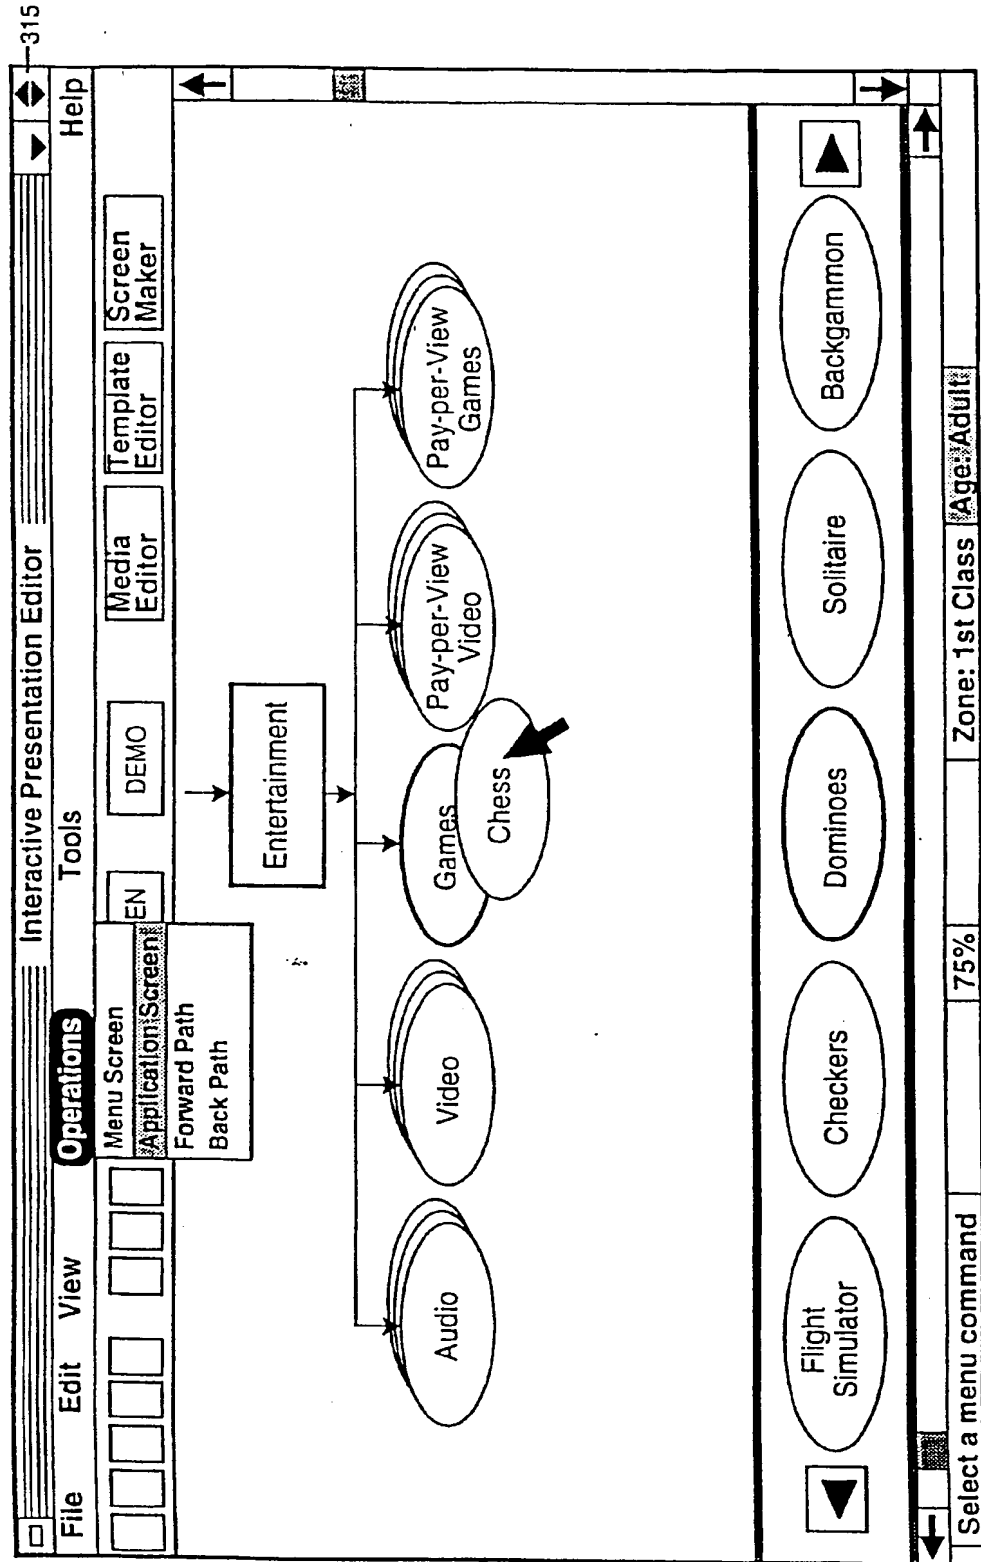 315
Interactive Presentation Editor
File Edit View Operations Tools Help
Menu Screen
Application Screen
Forward Path
Back Path
EN
DEMO
Media
Editor
Template
Editor
Screen
Maker
Entertainment
Audio
Video
Games
Chess
Pay-per-View
Video
Pay-per-View
Games
Flight
Simulator
Checkers
Dominoes
Solitaire
Backgammon
Select a menu command 75% Zone: 1st Class Age: Adult